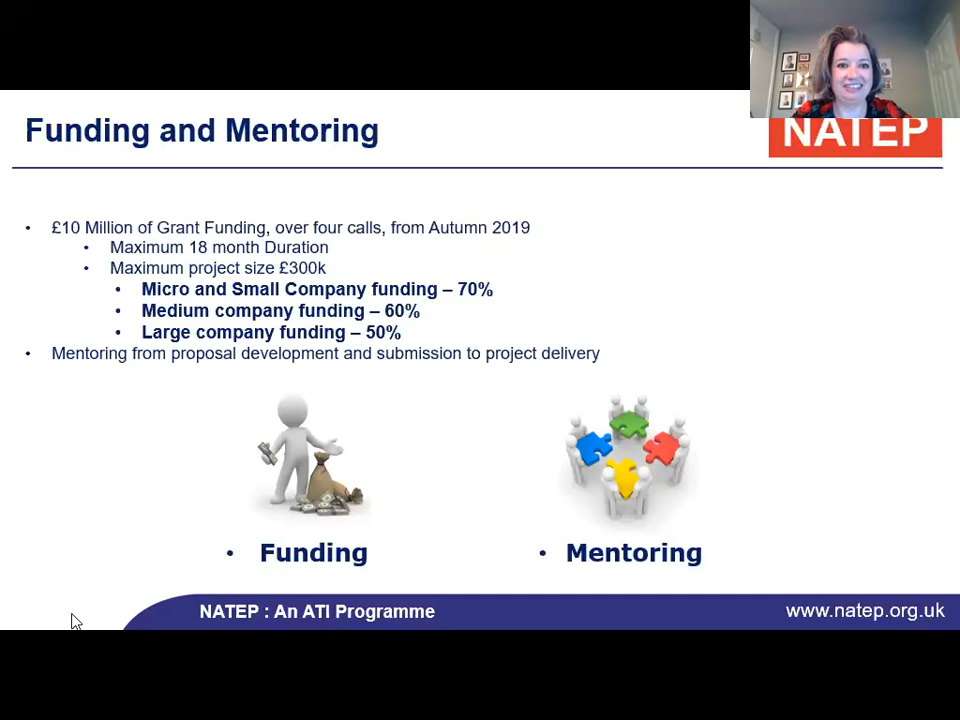 Funding and Mentoring
NATEP
• £10 Million of Grant Funding, over four calls, from Autumn 2019
• Maximum 18 month Duration
• Maximum project size £300k
• Micro and Small Company funding – 70%
• Medium company funding – 60%
• Large company funding – 50%
• Mentoring from proposal development and submission to project delivery
• Funding
• Mentoring
NATEP : An ATI Programme
www.natep.org.uk